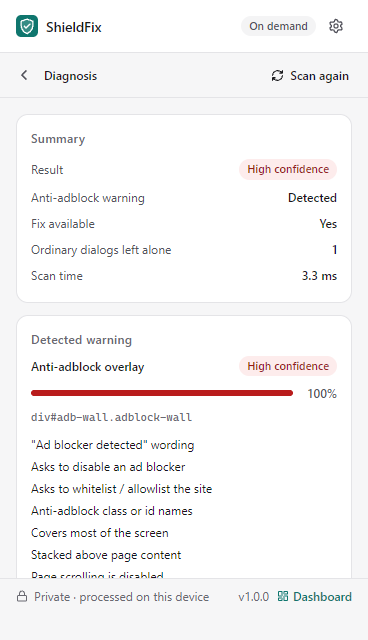 ShieldFix
On demand
Diagnosis
Scan again
Summary
Result High confidence
Anti-adblock warning Detected
Fix available Yes
Ordinary dialogs left alone 1
Scan time 3.3 ms
Detected warning
Anti-adblock overlay High confidence
100%
div#adb-wall.adblock-wall
"Ad blocker detected" wording
Asks to disable an ad blocker
Asks to whitelist / allowlist the site
Anti-adblock class or id names
Covers most of the screen
Stacked above page content
Page scrolling is disabled
Private · processed on this device v1.0.0 Dashboard